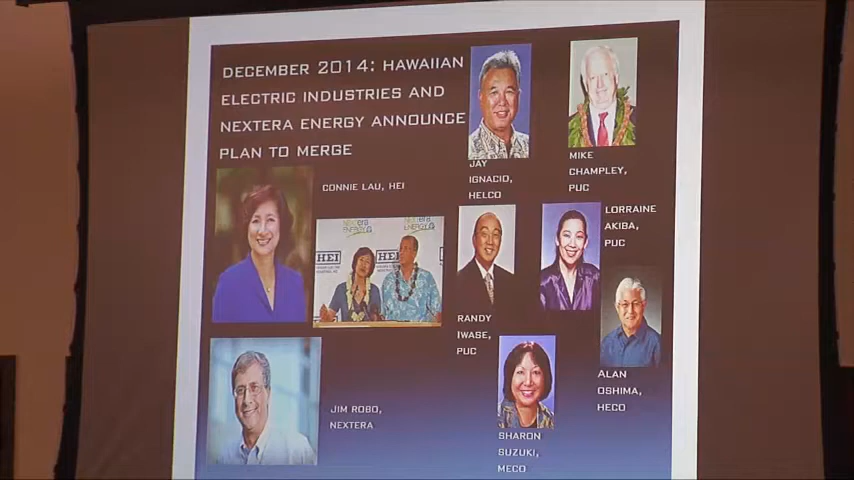 DECEMBER 2014: HAWAIIAN
ELECTRIC INDUSTRIES AND
NEXTERA ENERGY ANNOUNCE
PLAN TO MERGE
CONNIE LAU, HEI
JAY
IGNACIO,
HELCO
MIKE
CHAMPLEY,
PUC
NEXTera
ENERGY
HEI
HEI
RANDY
IWASE,
PUC
LORRAINE
AKIBA,
PUC
ALAN
OSHIMA,
HECO
JIM ROBO,
NEXTERA
SHARON
SUZUKI,
MECO